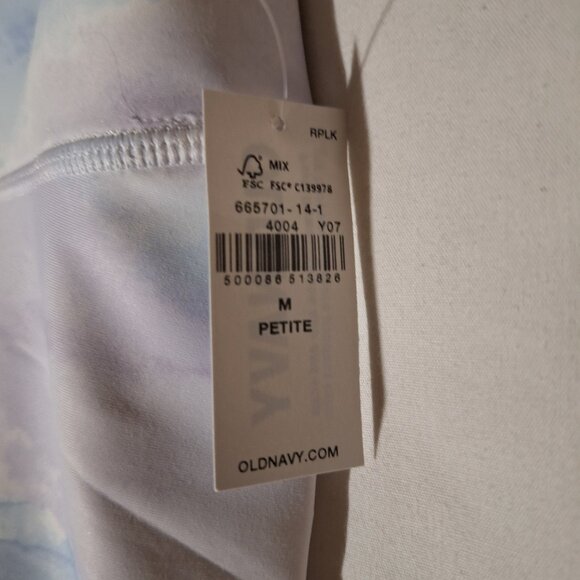 RPLK
MIX
FSC FSC® C139978
665701-14-1
4004 Y07
500086 513826
M
PETITE
OLDNAVY.COM